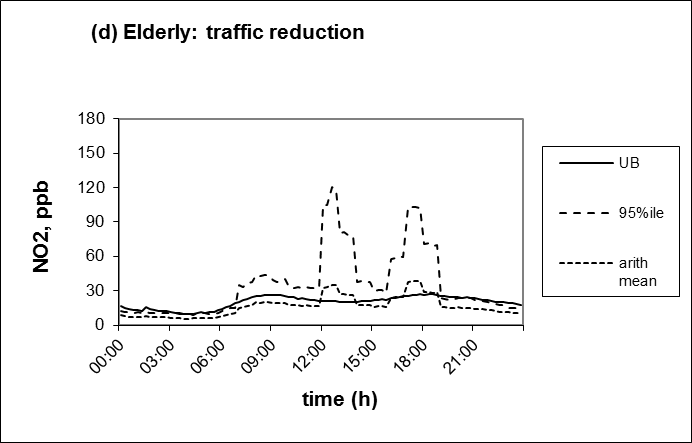 (d) Elderly: traffic reduction
NO2, ppb
180
150
120
90
60
30
0
00:00
03:00
06:00
09:00
12:00
15:00
18:00
21:00
time (h)
UB
95%ile
arith
mean